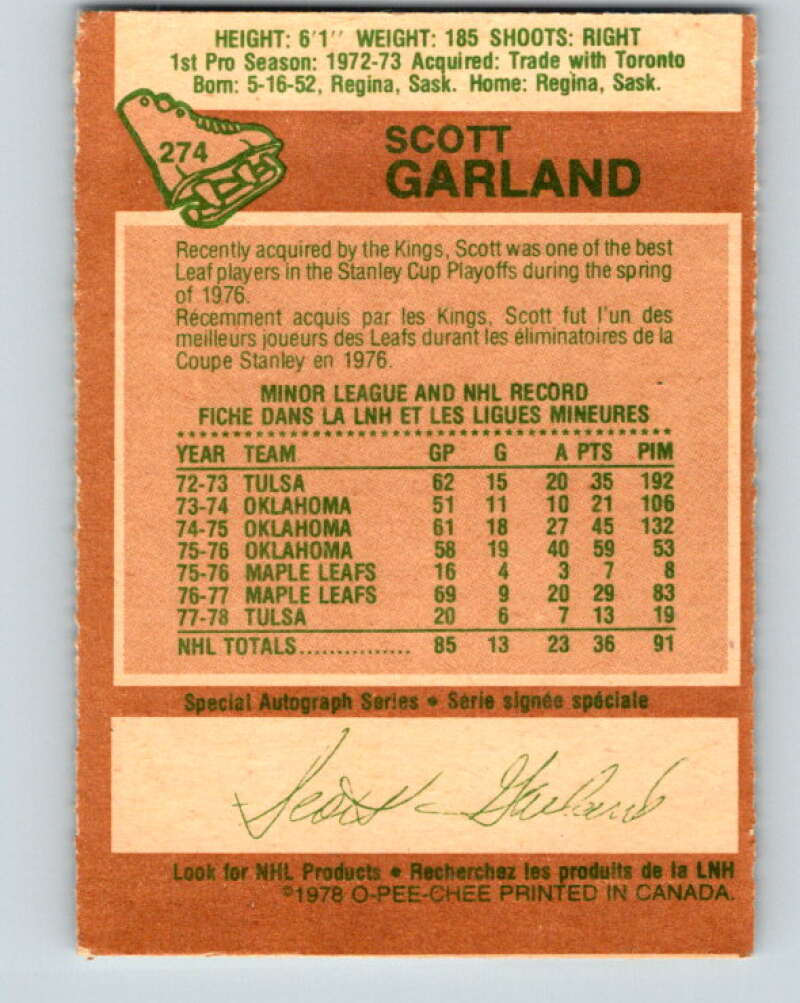 HEIGHT: 6'1" WEIGHT: 185 SHOOTS: RIGHT
1st Pro Season: 1972-73 Acquired: Trade with Toronto
Born: 5-16-52, Regina, Sask. Home: Regina, Sask.
274
SCOTT
GARLAND
Recently acquired by the Kings, Scott was one of the best
Leaf players in the Stanley Cup Playoffs during the spring
of 1976.
Récemment acquis par les Kings, Scott fut l'un des
meilleurs joueurs des Leafs durant les éliminatoires de la
Coupe Stanley en 1976.
MINOR LEAGUE AND NHL RECORD
FICHE DANS LA LNH ET LES LIGUES MINEURES
YEAR TEAM GP G A PTS PIM
72-73 TULSA 62 15 20 35 192
73-74 OKLAHOMA 51 11 10 21 106
74-75 OKLAHOMA 61 18 27 45 132
75-76 OKLAHOMA 58 19 40 59 53
75-76 MAPLE LEAFS 16 4 3 7 8
76-77 MAPLE LEAFS 69 9 20 29 83
77-78 TULSA 20 6 7 13 19
NHL TOTALS............... 85 13 23 36 91
Special Autograph Series • Série signée spéciale
Scott Garland
Look for NHL Products • Recherchez les produits de la LNH
©1978 O-PEE-CHEE PRINTED IN CANADA.